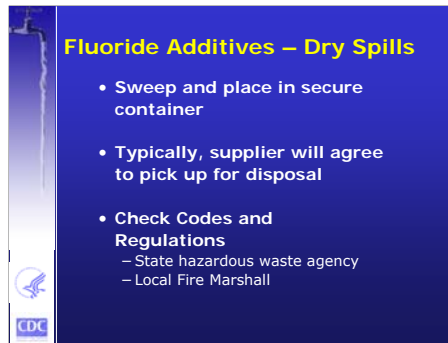 Fluoride Additives – Dry Spills
• Sweep and place in secure
container
• Typically, supplier will agree
to pick up for disposal
• Check Codes and
Regulations
– State hazardous waste agency
– Local Fire Marshall
CDC